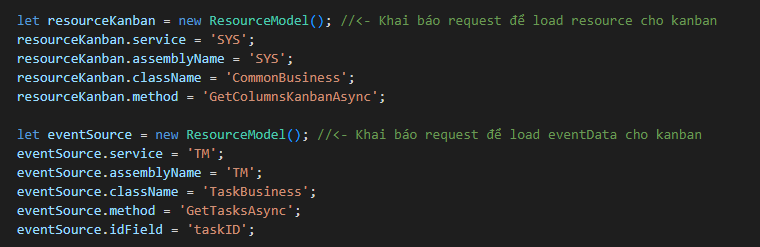 let resourceKanban = new ResourceModel(); //<- Khai báo request để load resource cho kanban
resourceKanban.service = 'SYS';
resourceKanban.assemblyName = 'SYS';
resourceKanban.className = 'CommonBusiness';
resourceKanban.method = 'GetColumnsKanbanAsync';
let eventSource = new ResourceModel(); //<- Khai báo request để load eventData cho kanban
eventSource.service = 'TM';
eventSource.assemblyName = 'TM';
eventSource.className = 'TaskBusiness';
eventSource.method = 'GetTasksAsync';
eventSource.idField = 'taskID';